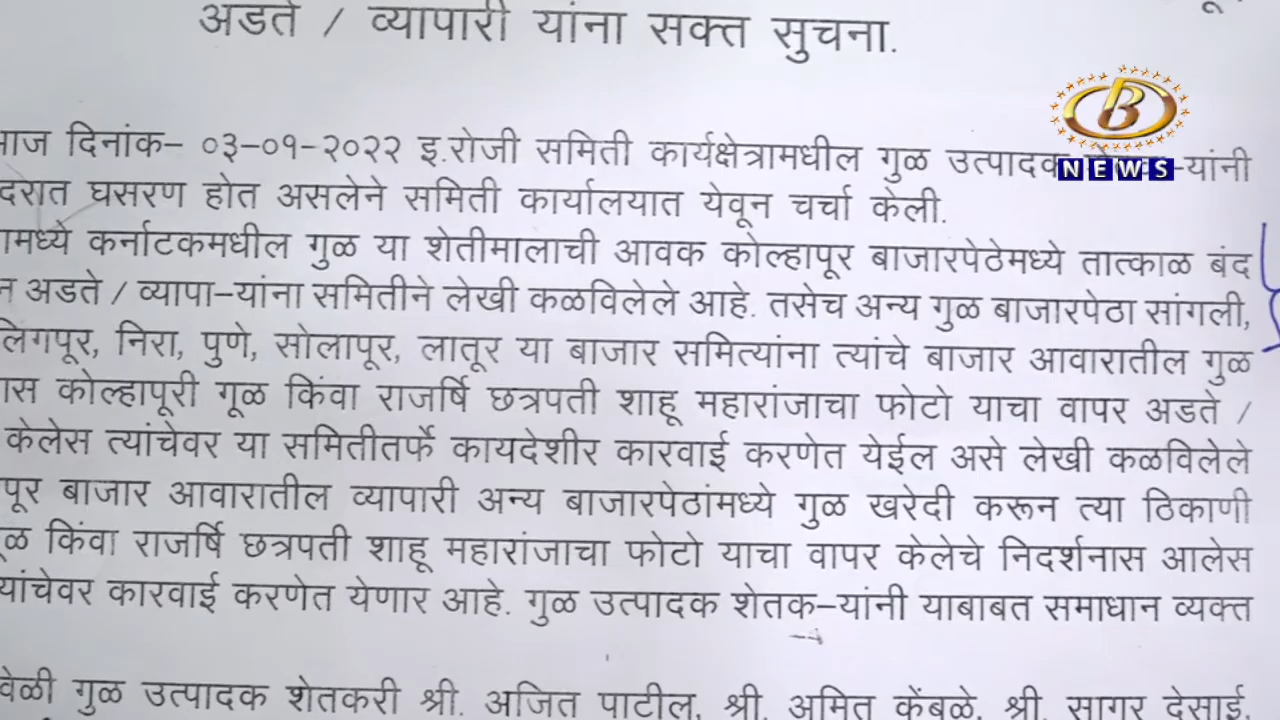 अडते / व्यापारी यांना सक्त सुचना.
B
NEWS
आज दिनांक- ०३-०१-२०२२ इ.रोजी समिती कार्यक्षेत्रामधील गुळ उत्पादक -यांनी
दरात घसरण होत असलेने समिती कार्यालयात येवून चर्चा केली.
कर्नाटकमधील गुळ या शेतीमालाची आवक कोल्हापूर बाजारपेठेमध्ये तात्काळ बंद
अडते / व्यापा-यांना समितीने लेखी कळविलेले आहे. तसेच अन्य गुळ बाजारपेठा सांगली,
निरा, पुणे, सोलापूर, लातूर या बाजार समित्यांना त्यांचे बाजार आवारातील गुळ
कोल्हापूरी गूळ किंवा राजर्षि छत्रपती शाहू महारांजाचा फोटो याचा वापर अडते /
केलेस त्यांचेवर या समितीतर्फे कायदेशीर कारवाई करणेत येईल असे लेखी कळविलेले
बाजार आवारातील व्यापारी अन्य बाजारपेठांमध्ये गुळ खरेदी करून त्या ठिकाणी
किंवा राजर्षि छत्रपती शाहू महारांजाचा फोटो याचा वापर केलेचे निदर्शनास आलेस
यांचेवर कारवाई करणेत येणार आहे. गुळ उत्पादक शेतक-यांनी याबाबत समाधान व्यक्त
वेळी गुळ उत्पादक शेतकरी श्री. अजित पाटील, श्री. अमित केंबळे, श्री. सागर देसाई,